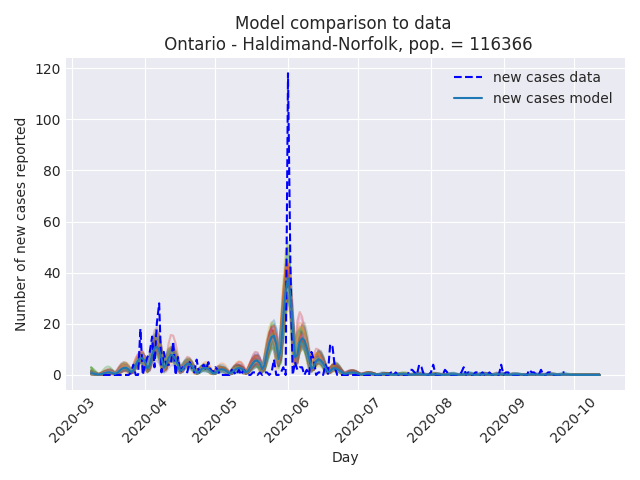 Model comparison to data
Ontario - Haldimand-Norfolk, pop. = 116366
120
100
80
60
40
20
0
Number of new cases reported
new cases data
new cases model
2020-03
2020-04
2020-05
2020-06
2020-07
2020-08
2020-09
2020-10
Day